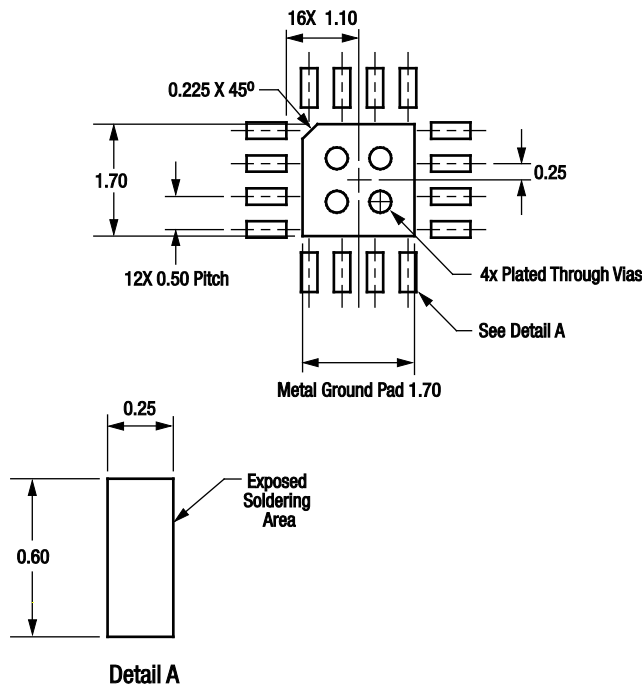 16X 1.10
0.225 X 45º
1.70
0.25
12X 0.50 Pitch
4x Plated Through Vias
See Detail A
Metal Ground Pad 1.70
0.25
Exposed
Soldering
Area
0.60
Detail A